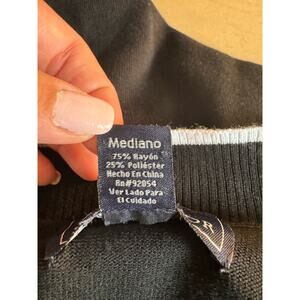 Mediano
75% Rayón
25% Poliéster
Hecho En China
Rn#92054
Ver Lado Para
El Cuidado